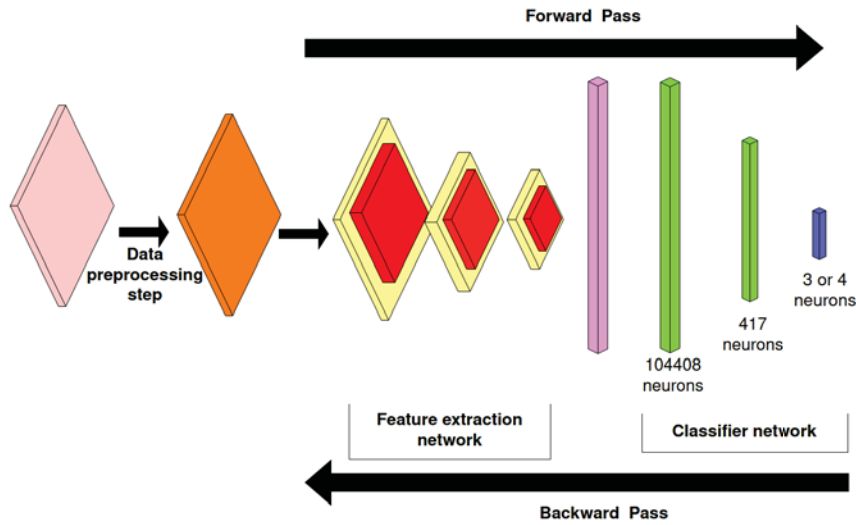 Forward Pass
Data
preprocessing
step
3 or 4
neurons
417
neurons
104408
neurons
Feature extraction
network
Classifier network
Backward Pass